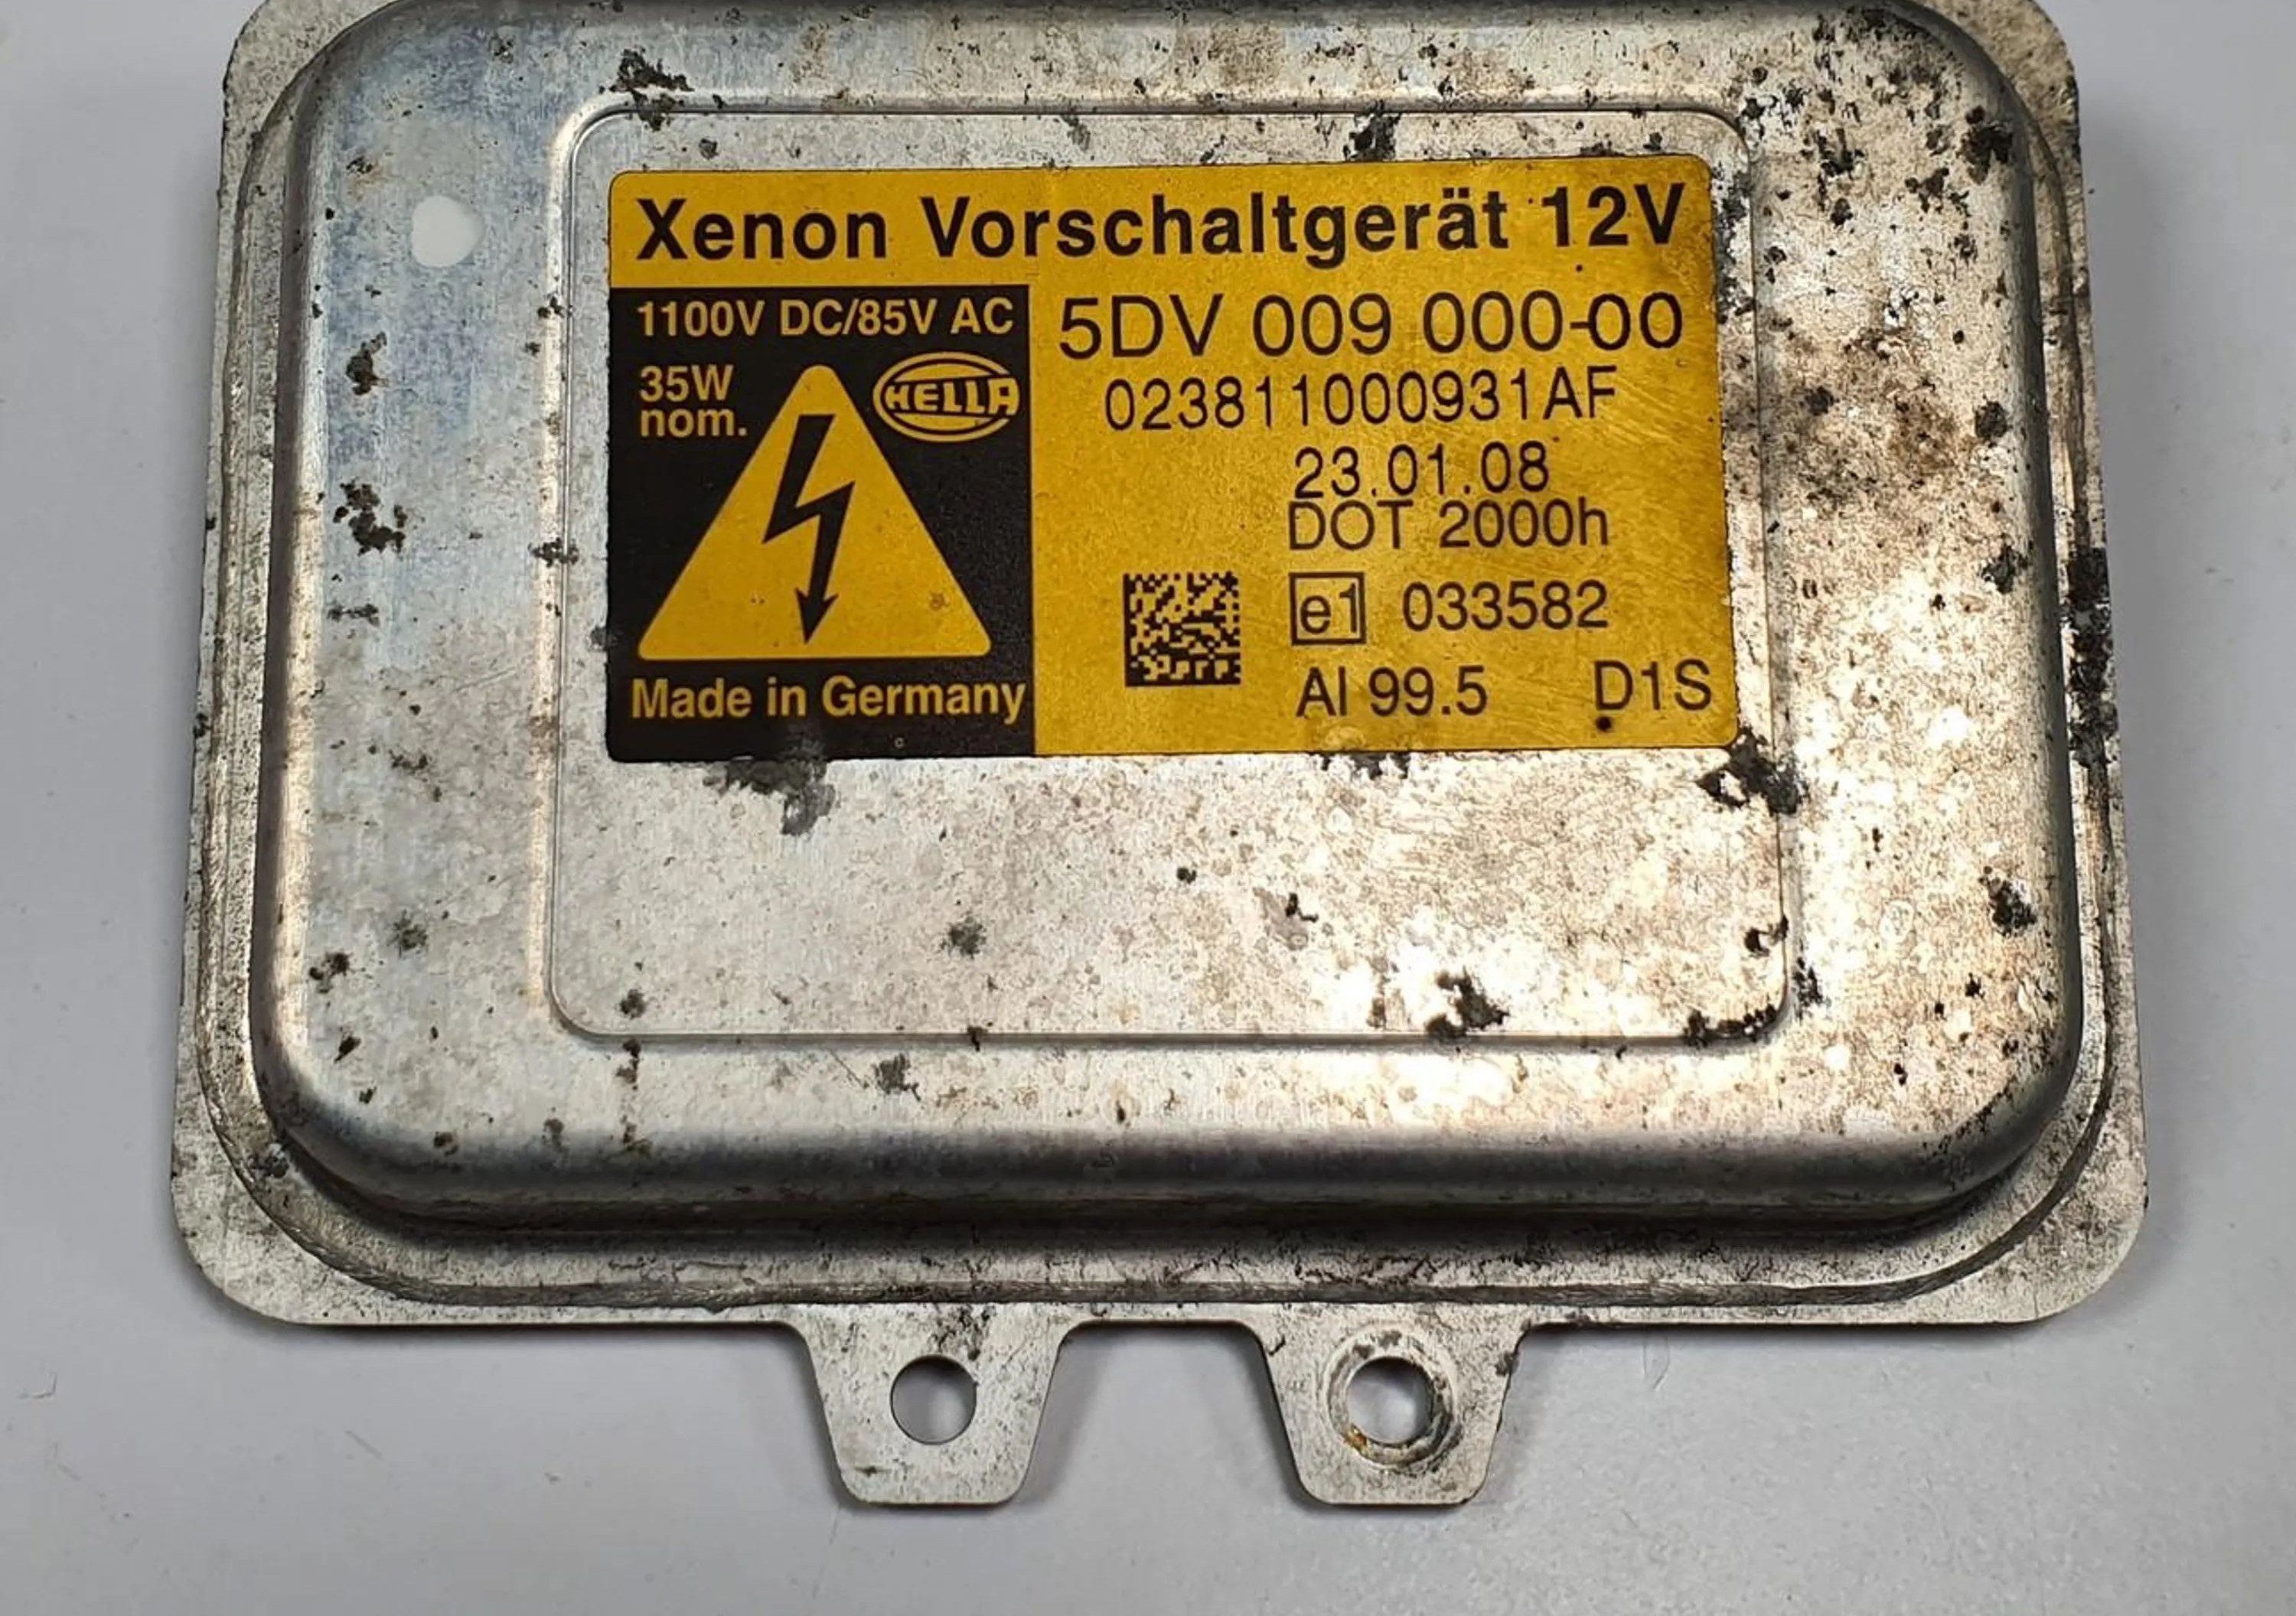 Xenon Vorschaltgerät 12V
1100V DC/85V AC
35W
nom.
HELLA
Made in Germany
5DV 009 000-00
023811000931AF
23.01.08
DOT 2000h
e1 033582
Al 99.5 D1S